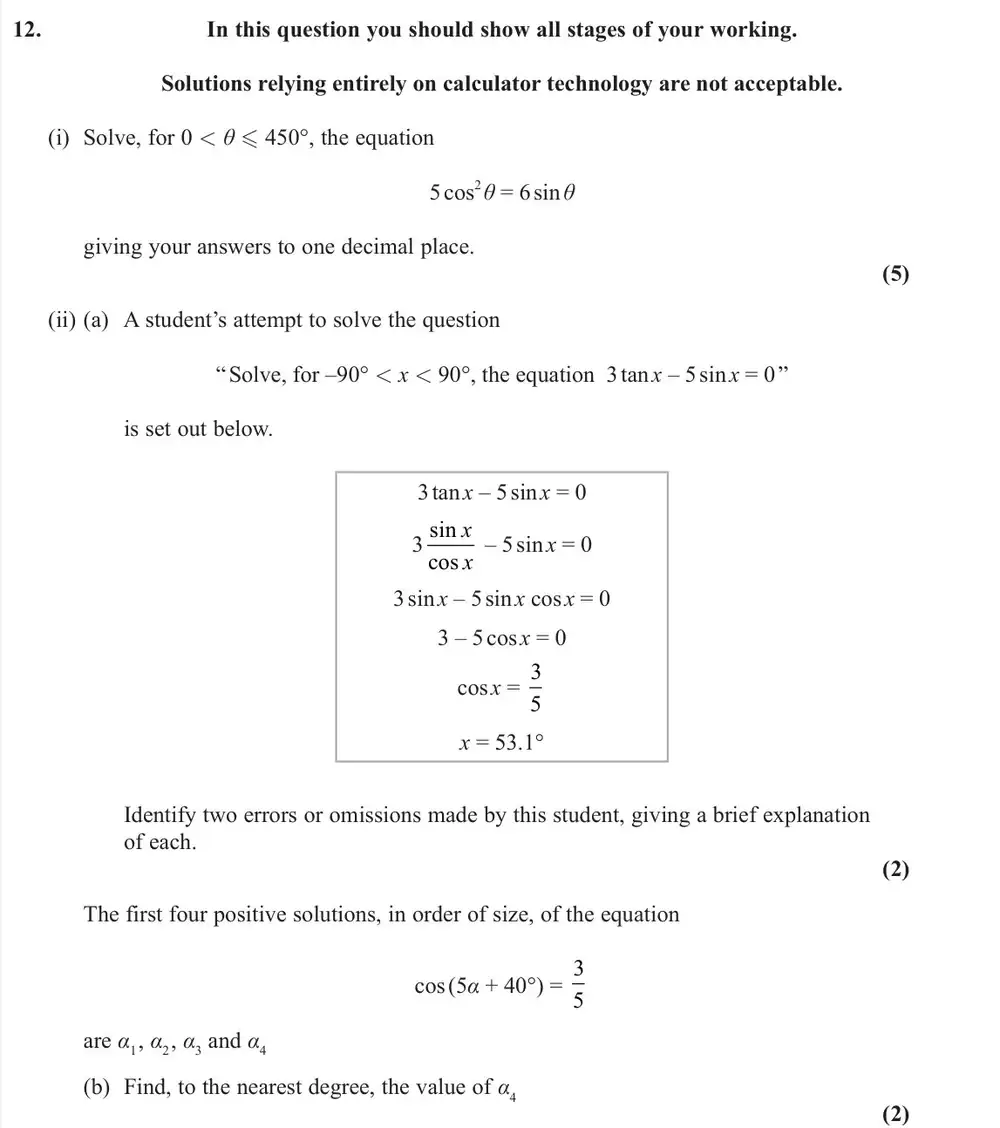 12. In this question you should show all stages of your working.
Solutions relying entirely on calculator technology are not acceptable.
(i) Solve, for 0 < θ ⩽ 450°, the equation
5 cos²θ = 6 sin θ
giving your answers to one decimal place.
(5)
(ii) (a) A student’s attempt to solve the question
“Solve, for –90° < x < 90°, the equation 3 tan x – 5 sin x = 0”
is set out below.
3 tan x – 5 sin x = 0
3 sin x / cos x – 5 sin x = 0
3 sin x – 5 sin x cos x = 0
3 – 5 cos x = 0
cos x = 3/5
x = 53.1°
Identify two errors or omissions made by this student, giving a brief explanation
of each.
(2)
The first four positive solutions, in order of size, of the equation
cos (5α + 40°) = 3/5
are α₁, α₂, α₃ and α₄
(b) Find, to the nearest degree, the value of α₄
(2)